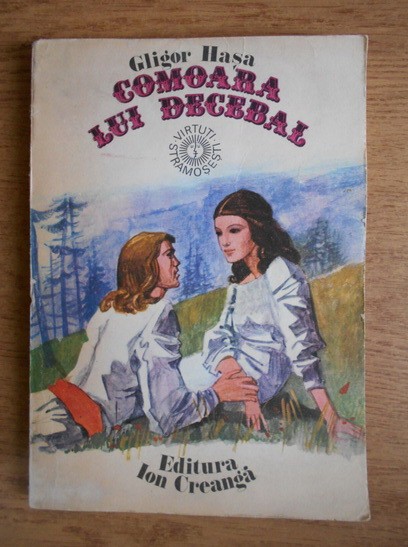 Gligor Hașa
COMOARA
LUI DECEBAL
VIRTUȚI
STRĂMOȘEȘTI
Editura
Ion Creangă